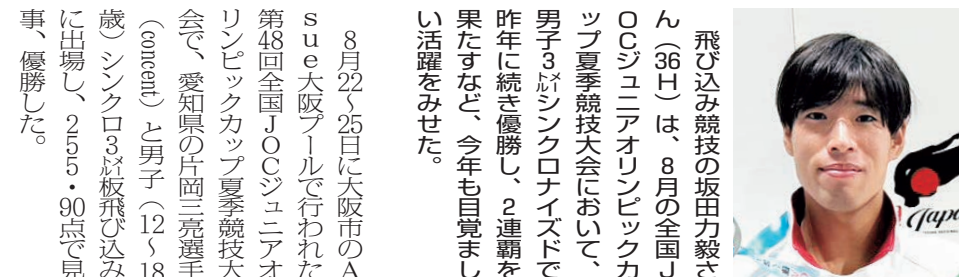 飛び込み競技の坂田力毅さ
ん（36H）は、8月の全国J
OCジュニアオリンピックカ
ップ夏季競技大会において、
男子3㍍シンクロナイズドで
昨年に続き優勝し、2連覇を
果たすなど、今年も目覚まし
い活躍をみせた。
8月22～25日に大阪市のA
sue大阪プールで行われた
第48回全国JOCジュニアオ
リンピックカップ夏季競技大
会で、愛知県の片岡三亮選手
（concent）と男子（12～18
歳）シンクロ3㍍板飛び込み
に出場し、255・90点で見
事、優勝した。